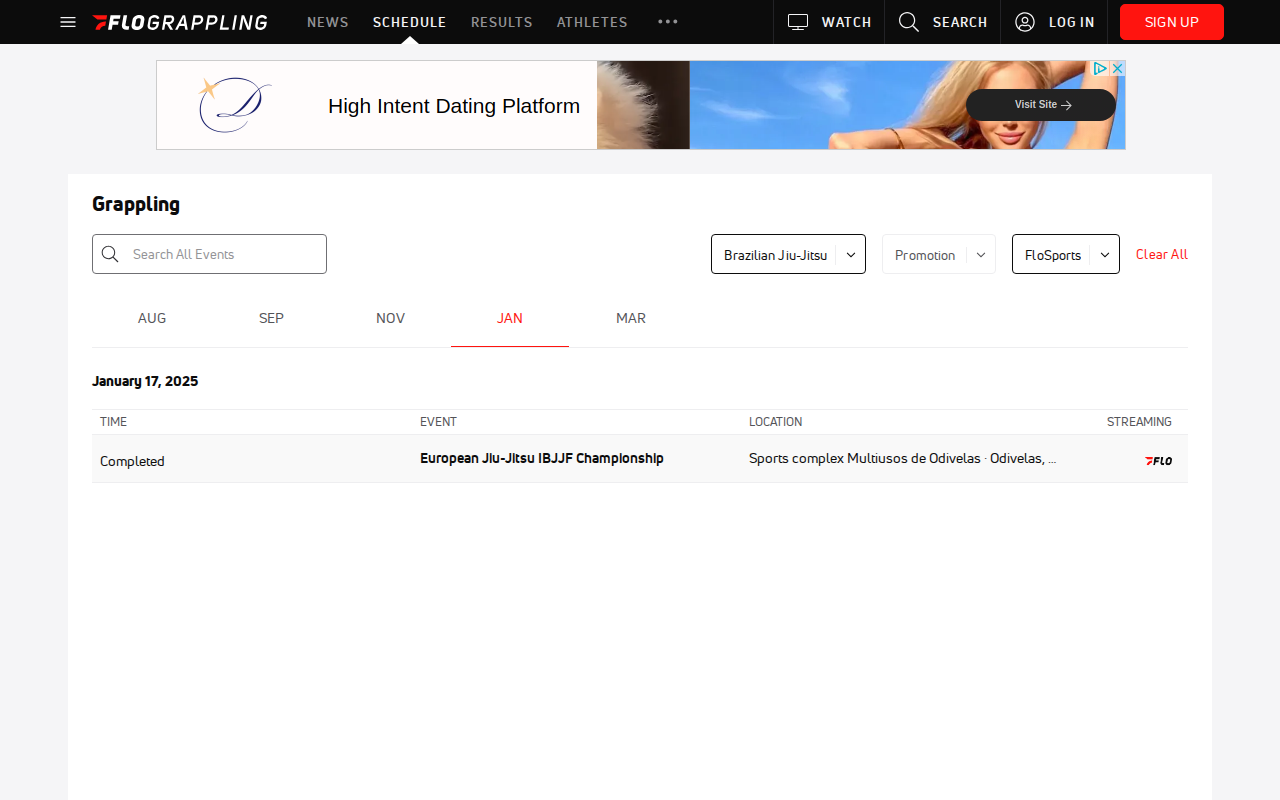 FLOGRAPPLING NEWS SCHEDULE RESULTS ATHLETES WATCH SEARCH LOG IN SIGN UP
D High Intent Dating Platform Visit Site
Grappling
Search All Events Brazilian Jiu-Jitsu Promotion FloSports Clear All
AUG SEP NOV JAN MAR
January 17, 2025
TIME EVENT LOCATION STREAMING
Completed European Jiu-Jitsu IBJJF Championship Sports complex Multiusos de Odivelas · Odivelas, ... FLO